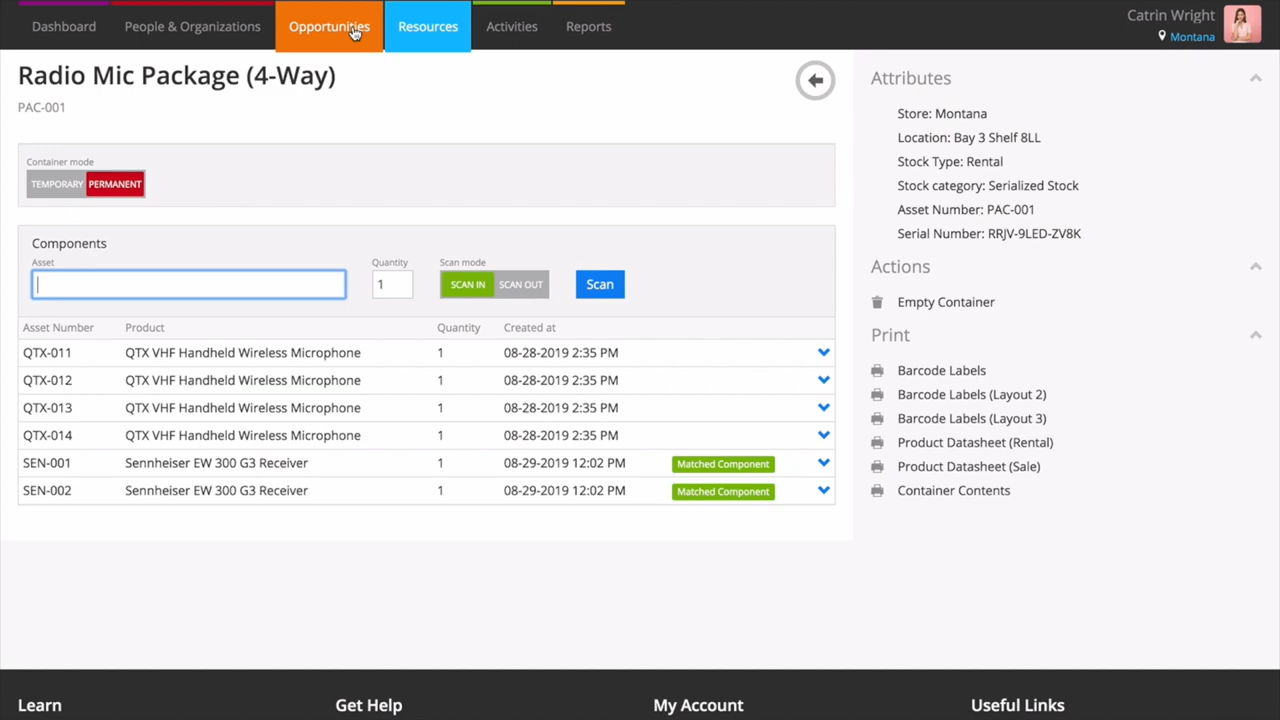 Dashboard People & Organizations Opportunities Resources Activities Reports
Catrin Wright
Montana
Radio Mic Package (4-Way)
PAC-001
Container mode
TEMPORARY PERMANENT
Components
Asset Quantity Scan mode
1 SCAN IN SCAN OUT Scan
Asset Number Product Quantity Created at
QTX-011 QTX VHF Handheld Wireless Microphone 1 08-28-2019 2:35 PM
QTX-012 QTX VHF Handheld Wireless Microphone 1 08-28-2019 2:35 PM
QTX-013 QTX VHF Handheld Wireless Microphone 1 08-28-2019 2:35 PM
QTX-014 QTX VHF Handheld Wireless Microphone 1 08-28-2019 2:35 PM
SEN-001 Sennheiser EW 300 G3 Receiver 1 08-29-2019 12:02 PM Matched Component
SEN-002 Sennheiser EW 300 G3 Receiver 1 08-29-2019 12:02 PM Matched Component
Attributes
Store: Montana
Location: Bay 3 Shelf 8LL
Stock Type: Rental
Stock category: Serialized Stock
Asset Number: PAC-001
Serial Number: RRJV-9LED-ZV8K
Actions
Empty Container
Print
Barcode Labels
Barcode Labels (Layout 2)
Barcode Labels (Layout 3)
Product Datasheet (Rental)
Product Datasheet (Sale)
Container Contents
Learn Get Help My Account Useful Links